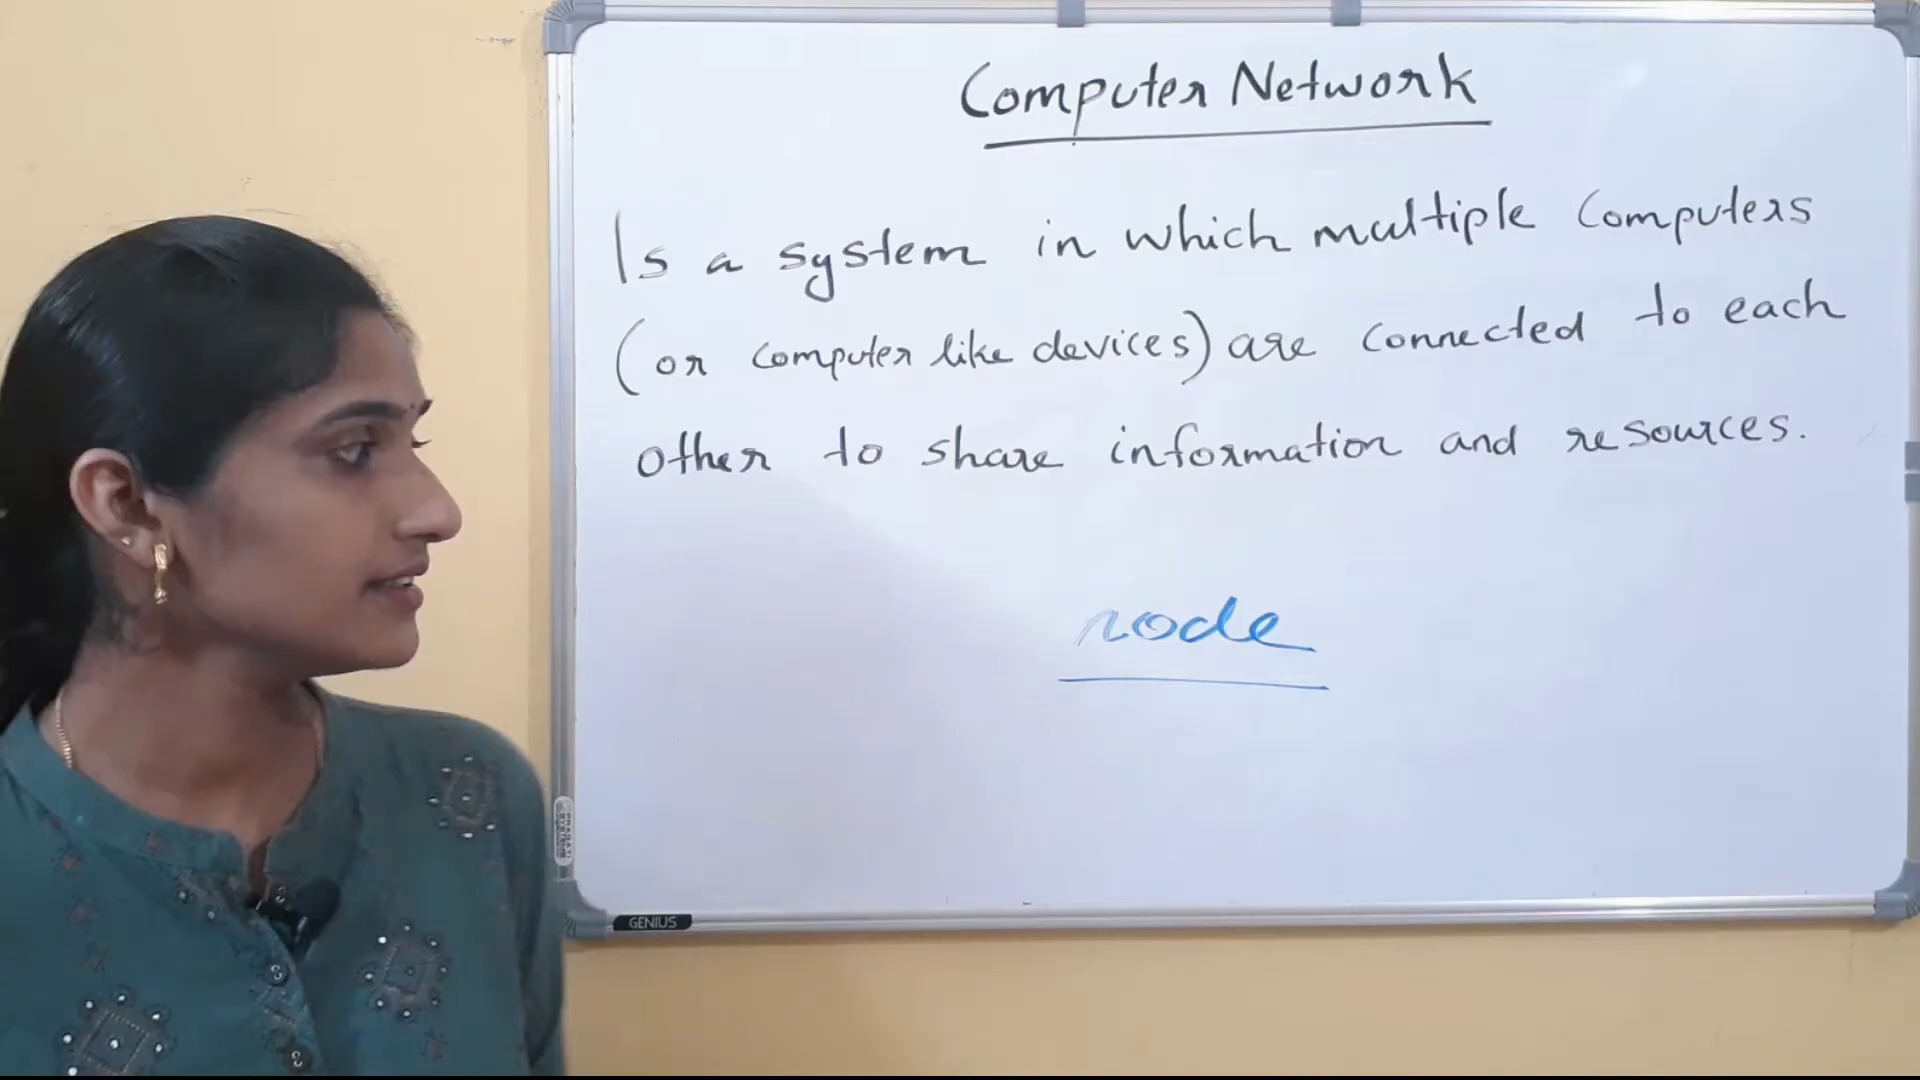 Computer Network
Is a system in which multiple Computers
(or computer like devices) are connected to each
other to share information and resources.
node
GENIUS